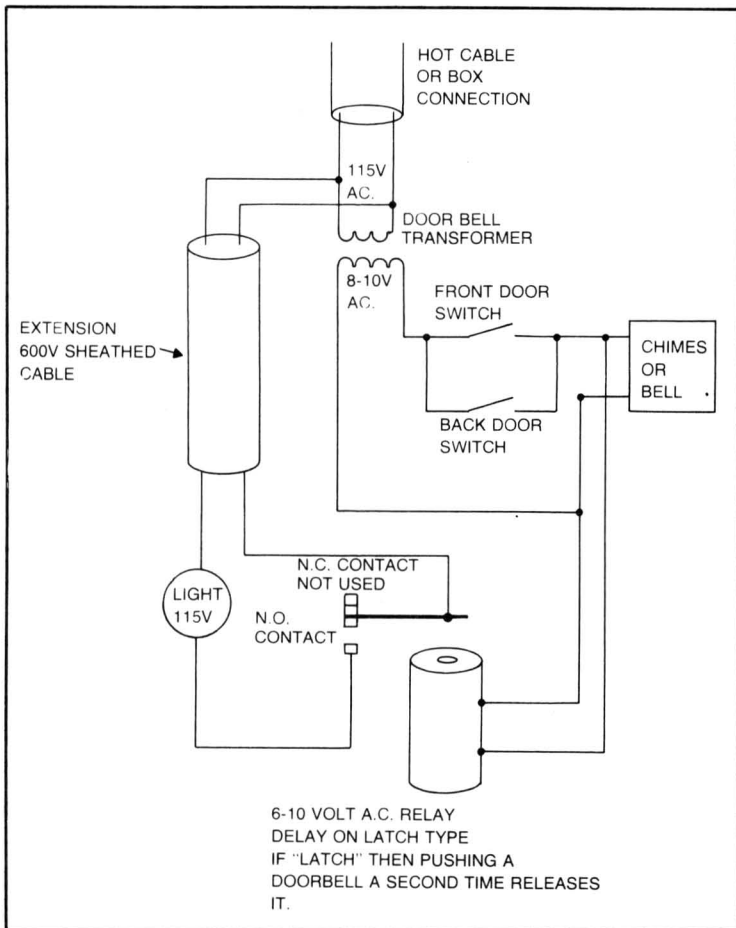 HOT CABLE
OR BOX
CONNECTION
115V
AC.
DOOR BELL
TRANSFORMER
8-10V
AC.
FRONT DOOR
SWITCH
EXTENSION
600V SHEATHED
CABLE
CHIMES
OR
BELL
BACK DOOR
SWITCH
N.C. CONTACT
NOT USED
LIGHT
115V
N.O.
CONTACT
6-10 VOLT A.C. RELAY
DELAY ON LATCH TYPE
IF "LATCH" THEN PUSHING A
DOORBELL A SECOND TIME RELEASES
IT.